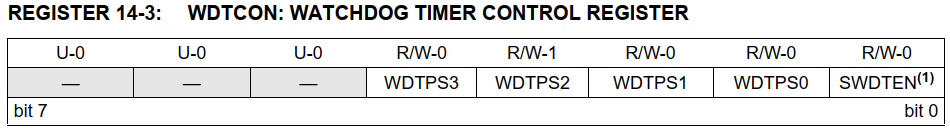 REGISTER 14-3: WDTCON: WATCHDOG TIMER CONTROL REGISTER
U-0 U-0 U-0 R/W-0 R/W-1 R/W-0 R/W-0 R/W-0
— — — WDTPS3 WDTPS2 WDTPS1 WDTPS0 SWDTEN(1)
bit 7 bit 0